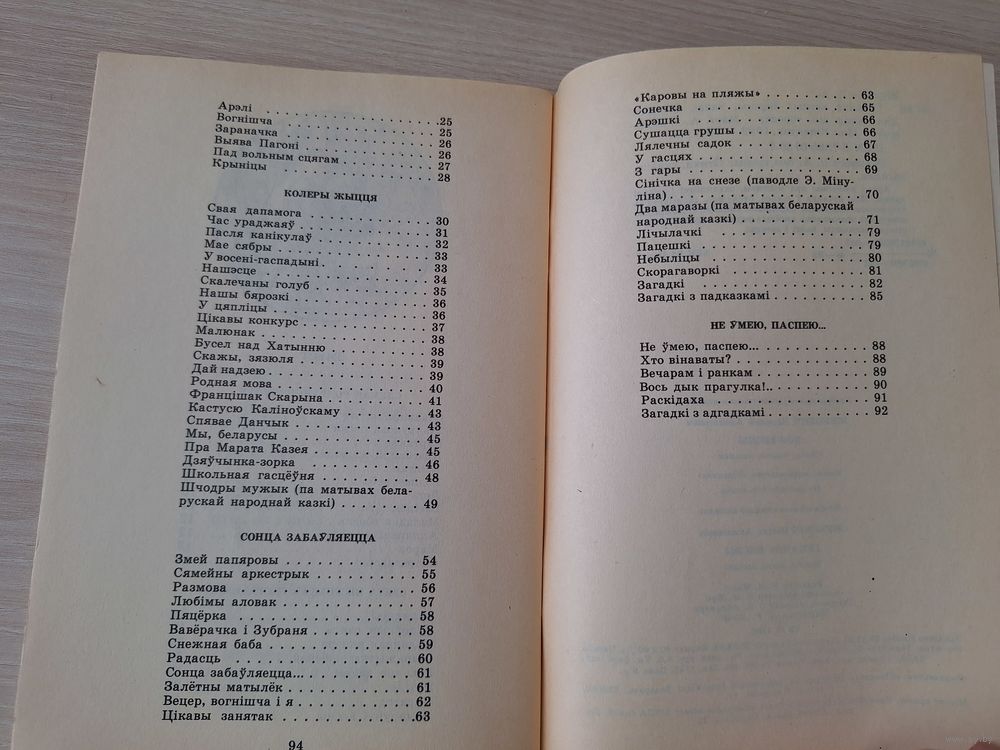 Арэлі . . . . . . . . . . . . . . . .25
Вогнішча . . . . . . . . . . . . . 25
Зараначка . . . . . . . . . . . . 26
Выява Пагоні . . . . . . . . . . 26
Пад вольным сцягам . . . . . . . 27
Крыніцы . . . . . . . . . . . . . 28
КОЛЕРЫ ЖЫЦЦЯ
Свая дапамога . . . . . . . . . . 30
Час ураджаяў . . . . . . . . . . 31
Пасля канікулаў . . . . . . . . . 32
Мае сябры . . . . . . . . . . . . 33
У восені-гаспадыні . . . . . . . . 33
Нашэсце . . . . . . . . . . . . . 34
Скалечаны голуб . . . . . . . . . 35
Нашы бярозкі . . . . . . . . . . 36
У цяпліцы . . . . . . . . . . . . 36
Цікавы конкурс . . . . . . . . . 37
Малюнак . . . . . . . . . . . . . 38
Бусел над Хатынню . . . . . . . . 38
Скажы, зязюля . . . . . . . . . . 39
Дай надзею . . . . . . . . . . . . 39
Родная мова . . . . . . . . . . . 40
Францішак Скарына . . . . . . . . 41
Кастусю Каліноўскаму . . . . . . . 43
Спявае Данчык . . . . . . . . . . 43
Мы, беларусы . . . . . . . . . . 45
Пра Марата Казея . . . . . . . . . 45
Дзяўчынка-зорка . . . . . . . . . 46
Школьная гасцёўня . . . . . . . . 48
Шчодры мужык (па матывах бела-
рускай народнай казкі) . . . . . . . . 49
СОНЦА ЗАБАЎЛЯЕЦЦА
Змей папяровы . . . . . . . . . . 54
Сямейны аркестрык . . . . . . . . 55
Размова . . . . . . . . . . . . . 56
Любімы аловак . . . . . . . . . . 57
Пяцёрка . . . . . . . . . . . . . 58
Вавёрачка і Зубраня . . . . . . . . 58
Снежная баба . . . . . . . . . . 59
Радасць . . . . . . . . . . . . . 60
Сонца забаўляецца... . . . . . . . . 61
Залётны матылёк . . . . . . . . . 61
Вецер, вогнішча і я . . . . . . . . 62
Цікавы занятак . . . . . . . . . .63
94
«Каровы на пляжы» . . . . . . . . 63
Сонечка . . . . . . . . . . . . . 65
Арэшкі . . . . . . . . . . . . . . 66
Сушацца грушы . . . . . . . . . . 66
Лялечны садок . . . . . . . . . . 67
У гасцях . . . . . . . . . . . . . 68
З гары . . . . . . . . . . . . . . 69
Сінічка на снезе (паводле Э. Міну-
ліна) . . . . . . . . . . . . . . . 70
Два маразы (па матывах беларускай
народнай казкі) . . . . . . . . . . 71
Лічылачкі . . . . . . . . . . . . 79
Пацешкі . . . . . . . . . . . . . 79
Небыліцы . . . . . . . . . . . . 80
Скорагаворкі . . . . . . . . . . . 81
Загадкі . . . . . . . . . . . . . 82
Загадкі з падказкамі . . . . . . . . 85
НЕ ЎМЕЮ, ПАСПЕЮ...
Не ўмею, паспею... . . . . . . . . . 88
Хто вінаваты? . . . . . . . . . . 88
Вечарам і ранкам . . . . . . . . . 89
Вось дык прагулка!.. . . . . . . . . 90
Раскідаха . . . . . . . . . . . . 91
Загадкі з адгадкамі . . . . . . . . . 92